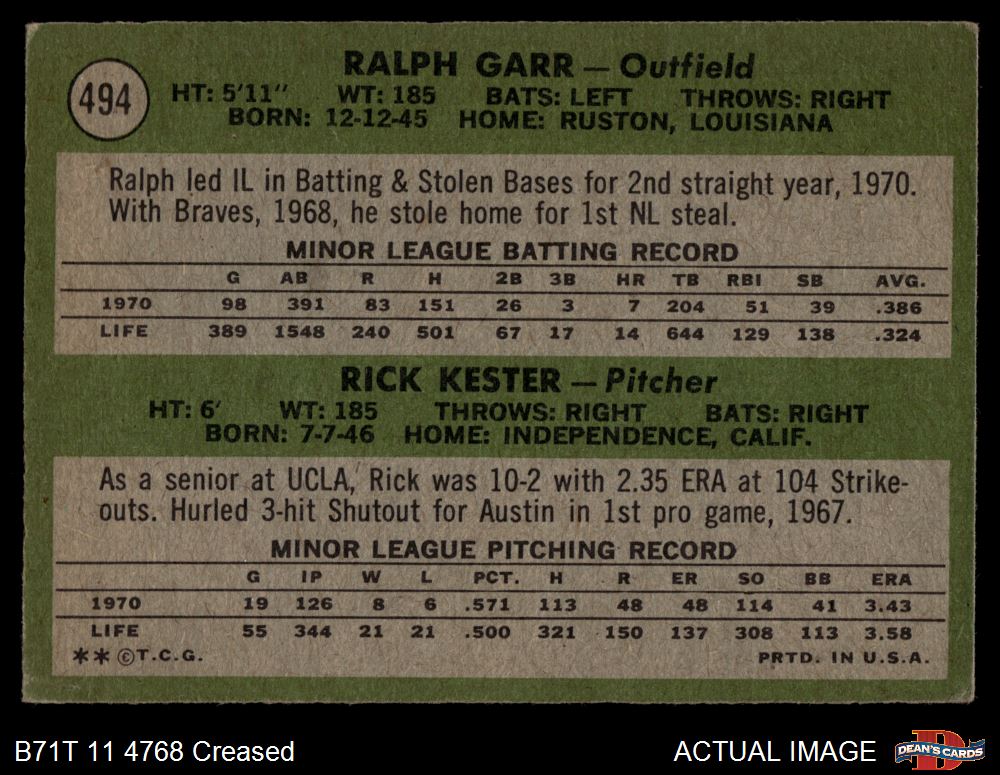 494
RALPH GARR — Outfield
HT: 5'11" WT: 185 BATS: LEFT THROWS: RIGHT
BORN: 12-12-45 HOME: RUSTON, LOUISIANA
Ralph led IL in Batting & Stolen Bases for 2nd straight year, 1970.
With Braves, 1968, he stole home for 1st NL steal.
MINOR LEAGUE BATTING RECORD
G AB R H 2B 3B HR TB RBI SB AVG.
1970 98 391 83 151 26 3 7 204 51 39 .386
LIFE 389 1548 240 501 67 17 14 644 129 138 .324
RICK KESTER — Pitcher
HT: 6' WT: 185 THROWS: RIGHT BATS: RIGHT
BORN: 7-7-46 HOME: INDEPENDENCE, CALIF.
As a senior at UCLA, Rick was 10-2 with 2.35 ERA at 104 Strike-
outs. Hurled 3-hit Shutout for Austin in 1st pro game, 1967.
MINOR LEAGUE PITCHING RECORD
G IP W L PCT. H R ER SO BB ERA
1970 19 126 8 6 .571 113 48 48 114 41 3.43
LIFE 55 344 21 21 .500 321 150 137 308 113 3.58
** ©T.C.G. PRTD. IN U.S.A.
B71T 11 4768 Creased ACTUAL IMAGE DEAN'S CARDS